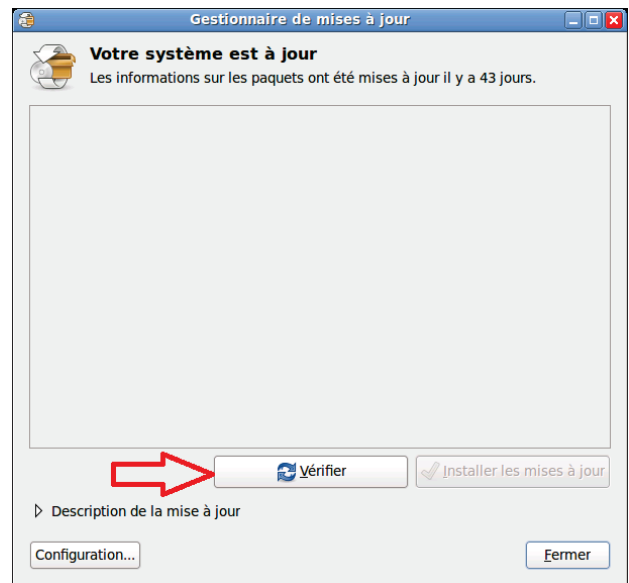 Gestionnaire de mises à jour
Votre système est à jour
Les informations sur les paquets ont été mises à jour il y a 43 jours.
Vérifier
Installer les mises à jour
Description de la mise à jour
Configuration...
Fermer